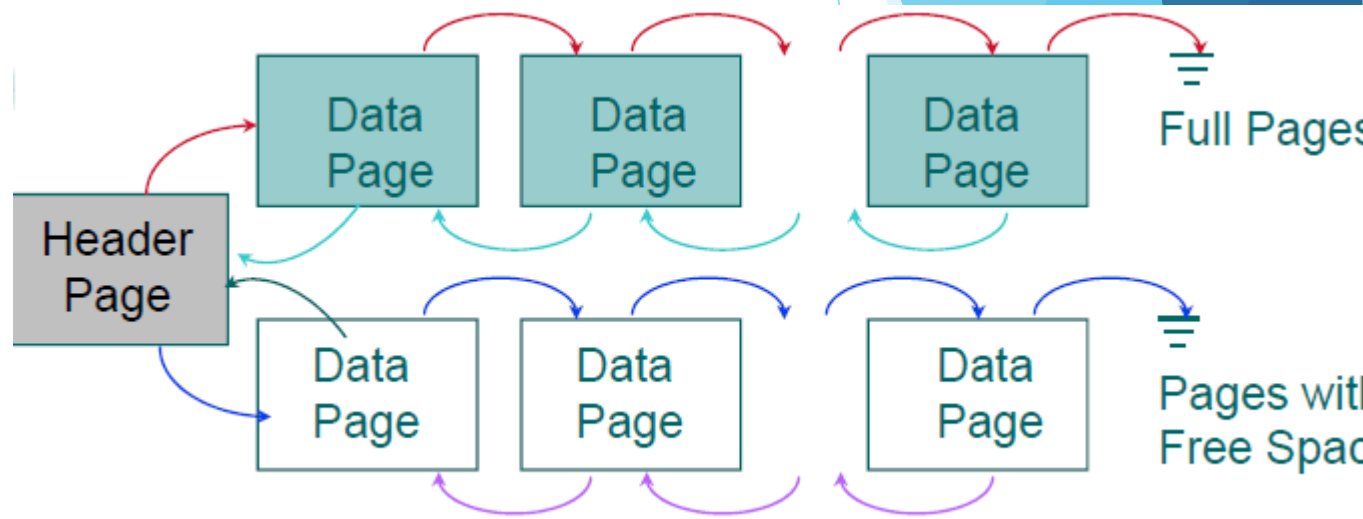 Data
Page
Data
Page
Data
Page
Full Pages
Header
Page
Data
Page
Data
Page
Data
Page
Pages with
Free Spac